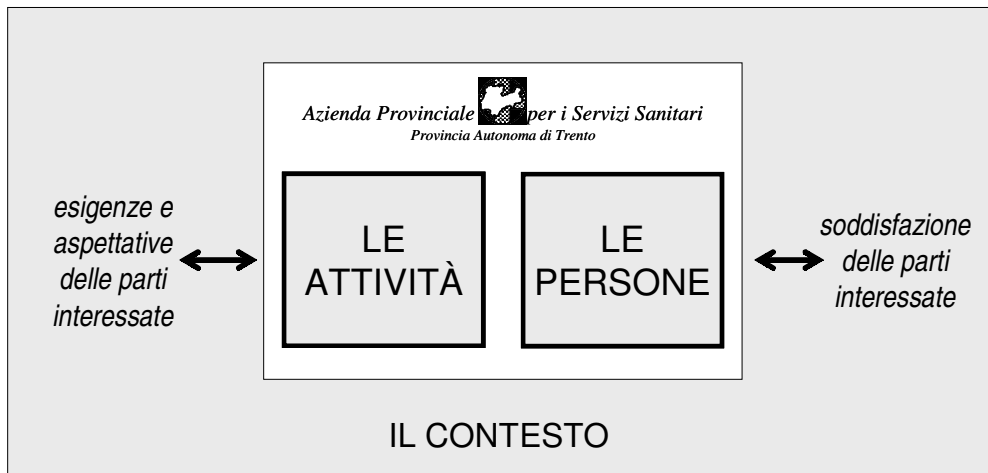 Azienda Provinciale per i Servizi Sanitari
Provincia Autonoma di Trento
esigenze e
aspettative
delle parti
interessate
LE
ATTIVITÀ
LE
PERSONE
soddisfazione
delle parti
interessate
IL CONTESTO